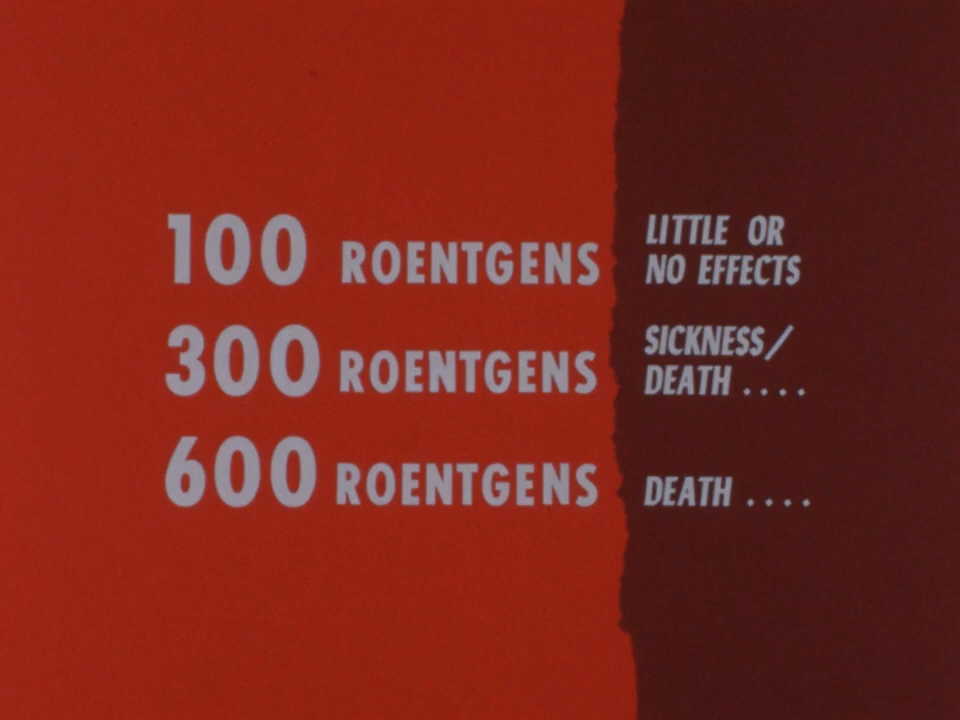 100 ROENTGENS LITTLE OR
NO EFFECTS
300 ROENTGENS SICKNESS/
DEATH ....
600 ROENTGENS DEATH ....